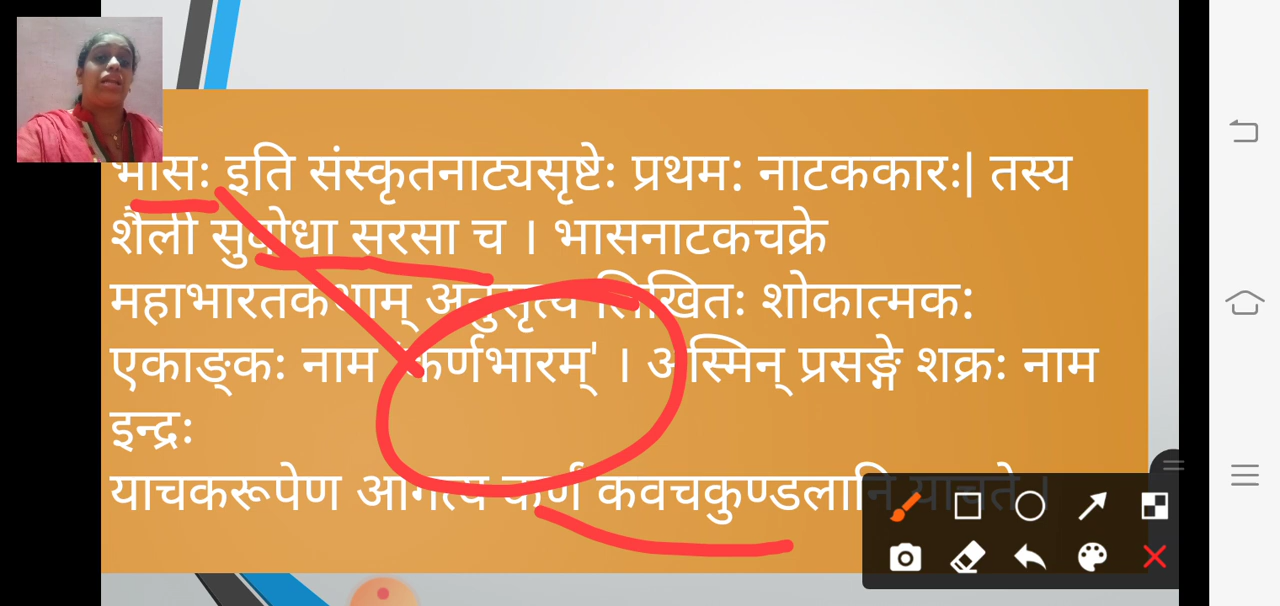 भासः इति संस्कृतनाट्यसृष्टेः प्रथम: नाटककारः| तस्य
शैली सुबोधा सरसा च । भासनाटकचक्रे
महाभारतकथाम् अनुसृत्य लिखितः शोकात्मक:
एकाङ्कः नाम 'कर्णभारम्' । अस्मिन् प्रसङ्गे शक्रः नाम
इन्द्रः
याचकरूपेण आगत्य कर्णं कवचकुण्डलानि याचते ।